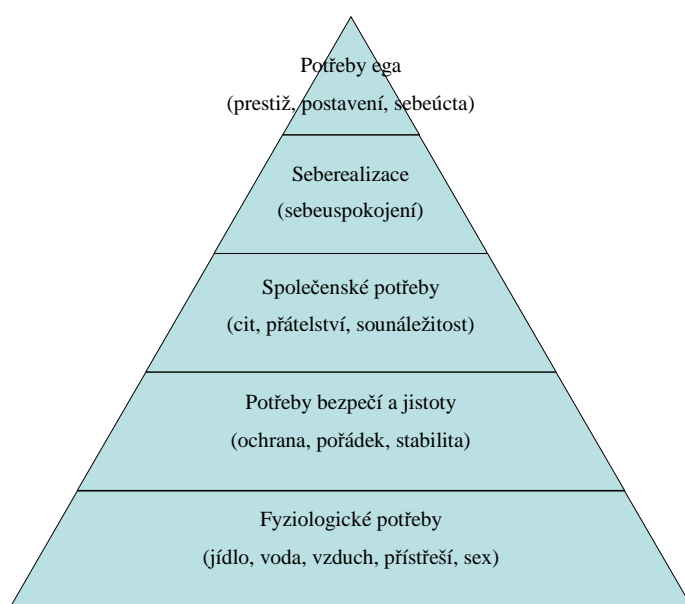 Potřeby ega
(prestiž, postavení, sebeúcta)
Seberealizace
(sebeuspokojení)
Společenské potřeby
(cit, přátelství, sounáležitost)
Potřeby bezpečí a jistoty
(ochrana, pořádek, stabilita)
Fyziologické potřeby
(jídlo, voda, vzduch, přístřeší, sex)